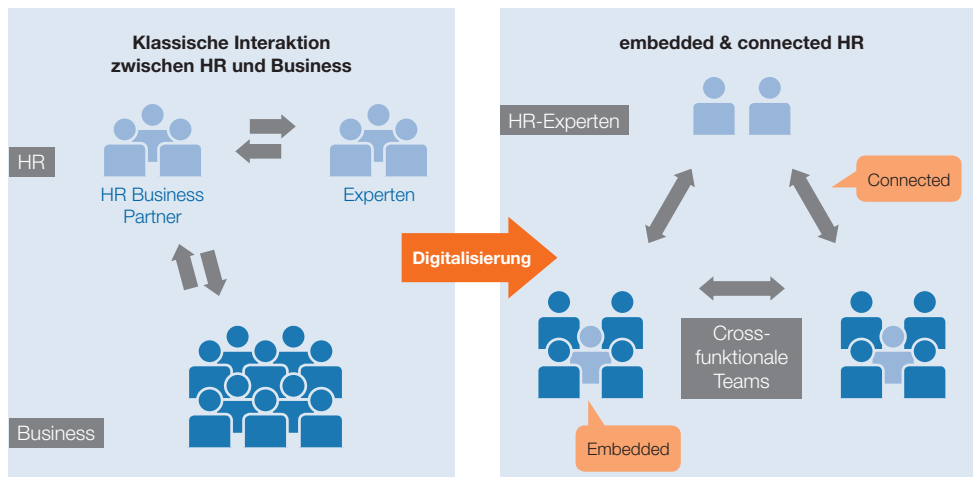 Klassische Interaktion
zwischen HR und Business
HR
HR Business
Partner
Experten
Business
Digitalisierung
embedded & connected HR
HR-Experten
Connected
Cross-
funktionale
Teams
Embedded